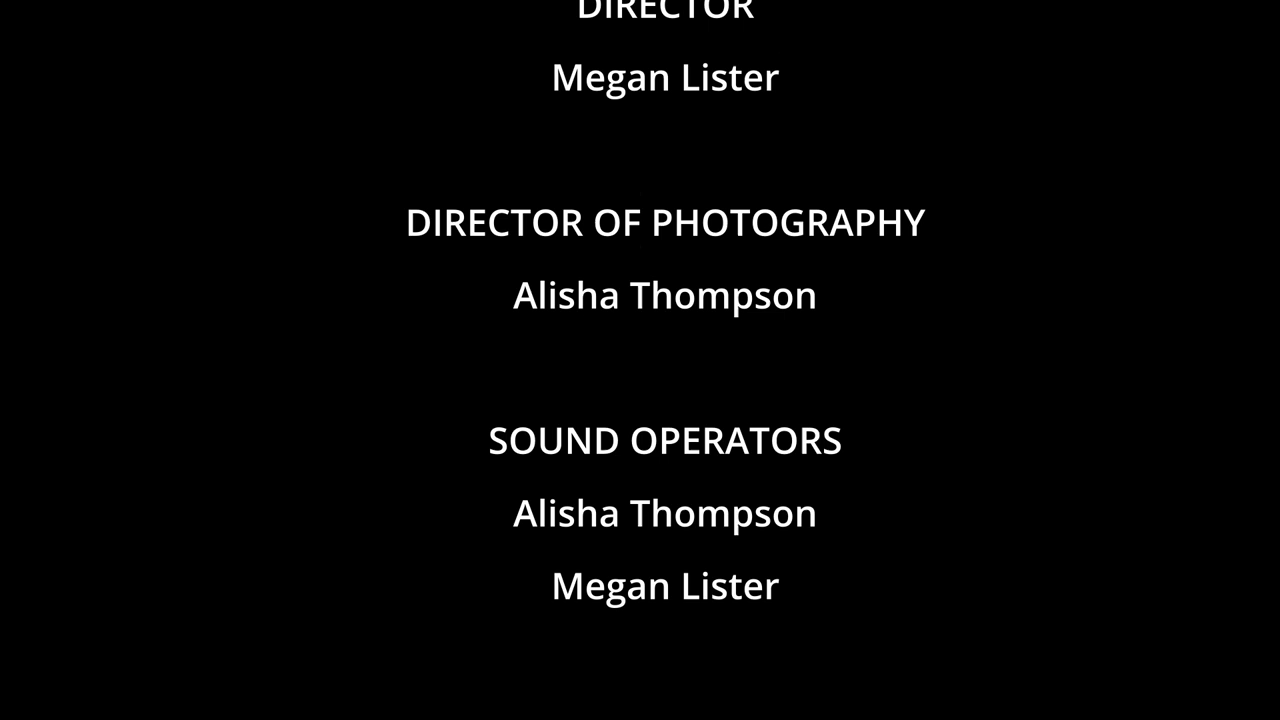 DIRECTOR
Megan Lister
DIRECTOR OF PHOTOGRAPHY
Alisha Thompson
SOUND OPERATORS
Alisha Thompson
Megan Lister